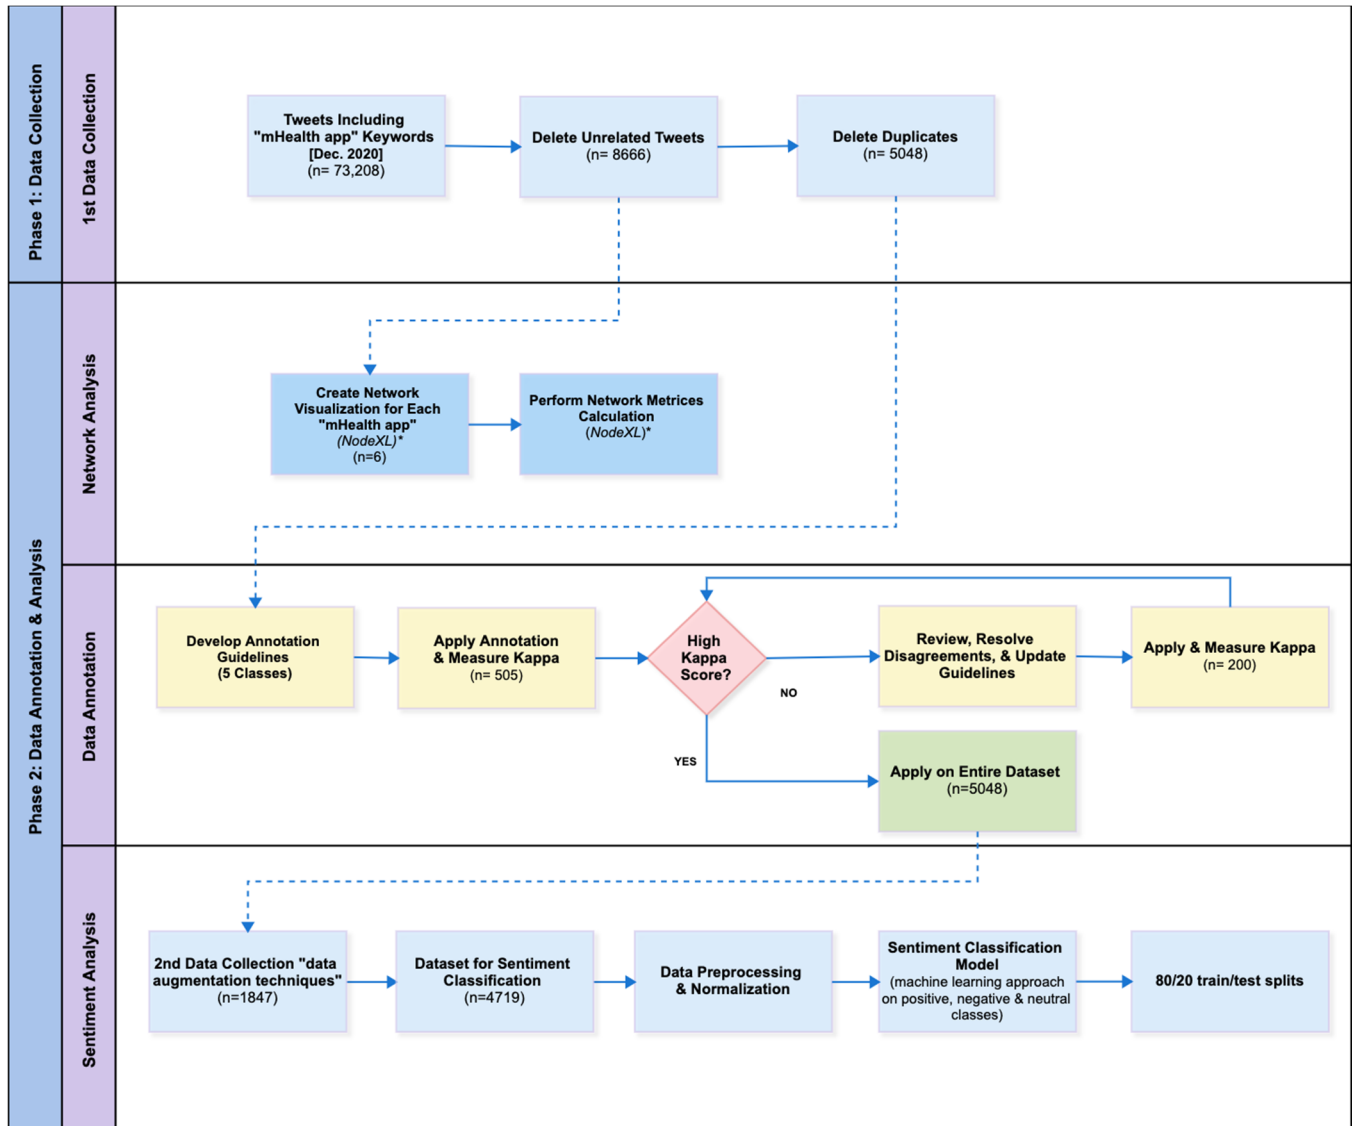 Phase 1: Data Collection
1st Data Collection
Tweets Including
"mHealth app" Keywords
[Dec. 2020]
(n= 73,208)
Delete Unrelated Tweets
(n= 8666)
Delete Duplicates
(n= 5048)
Phase 2: Data Annotation & Analysis
Network Analysis
Create Network
Visualization for Each
"mHealth app"
(NodeXL)*
(n=6)
Perform Network Metrices
Calculation
(NodeXL)*
Data Annotation
Develop Annotation
Guidelines
(5 Classes)
Apply Annotation
& Measure Kappa
(n= 505)
High
Kappa
Score?
NO
Review, Resolve
Disagreements, & Update
Guidelines
Apply & Measure Kappa
(n= 200)
YES
Apply on Entire Dataset
(n=5048)
Sentiment Analysis
2nd Data Collection "data
augmentation techniques"
(n=1847)
Dataset for Sentiment
Classification
(n=4719)
Data Preprocessing
& Normalization
Sentiment Classification
Model
(machine learning approach
on positive, negative & neutral
classes)
80/20 train/test splits